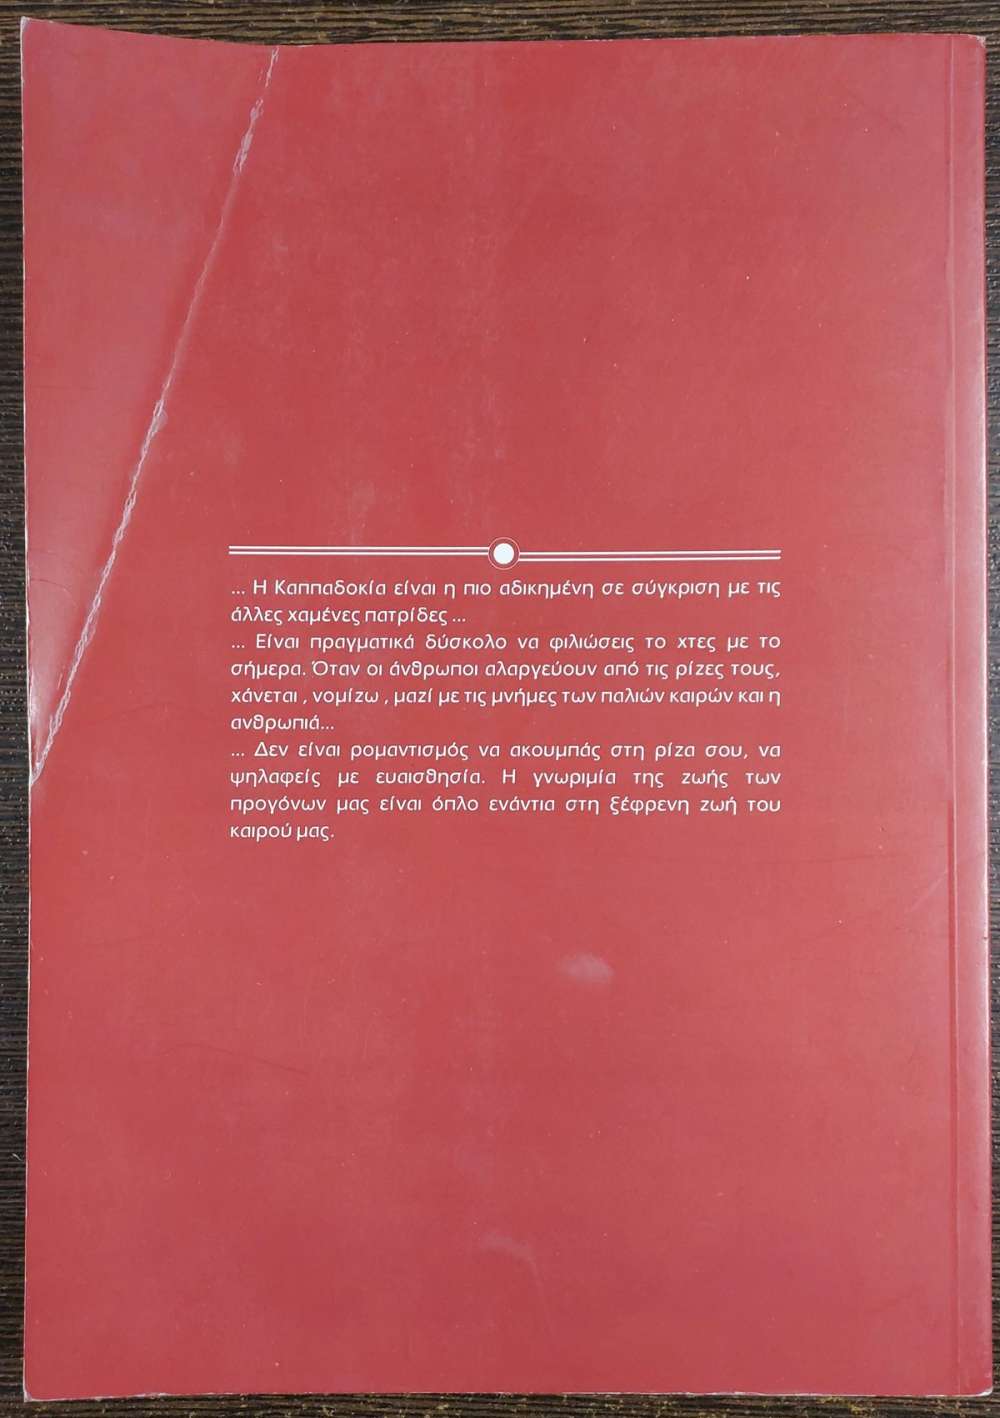 ... Η Καππαδοκία είναι η πιο αδικημένη σε σύγκριση με τις
άλλες χαμένες πατρίδες ...
... Είναι πραγματικά δύσκολο να φιλιώσεις το χτες με το
σήμερα. Όταν οι άνθρωποι αλαργεύουν από τις ρίζες τους,
χάνεται , νομίζω , μαζί με τις μνήμες των παλιών καιρών και η
ανθρωπιά...
... Δεν είναι ρομαντισμός να ακουμπάς στη ρίζα σου, να
ψηλαφείς με ευαισθησία. Η γνωριμία της ζωής των
προγόνων μας είναι όπλο ενάντια στη ξέφρενη ζωή του
καιρού μας.